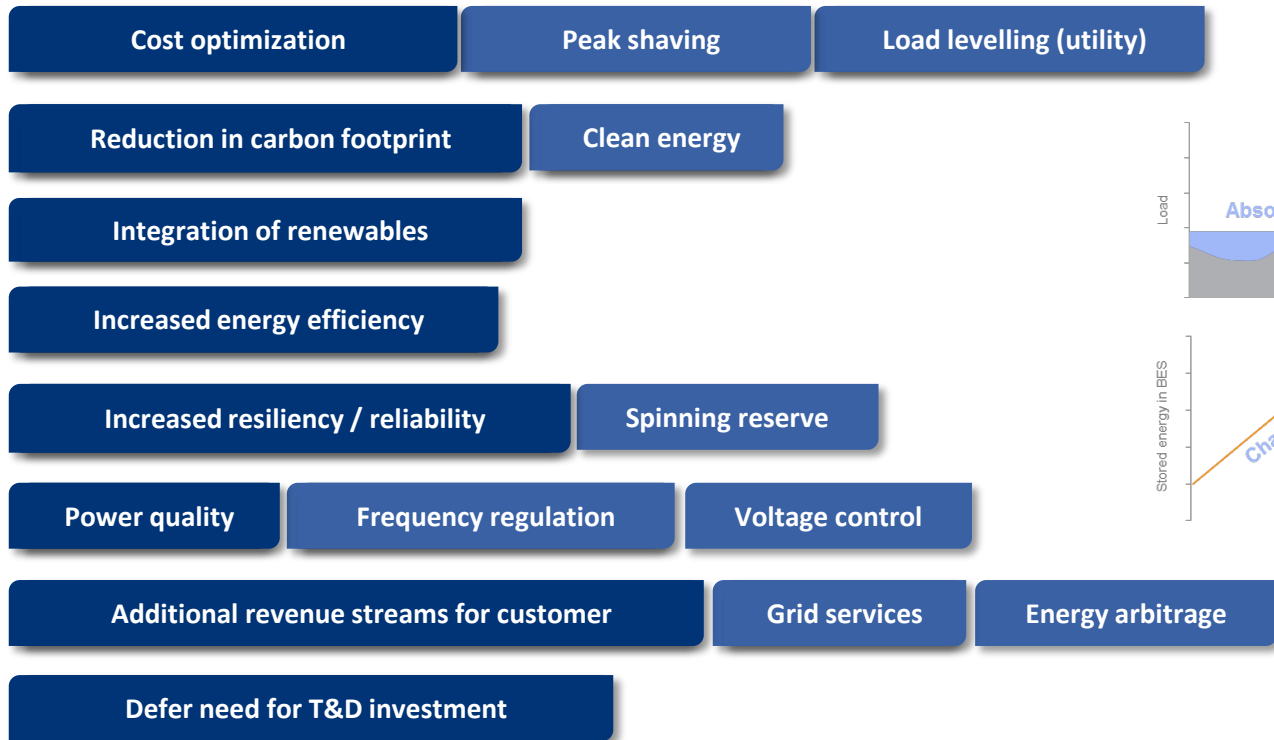 Cost optimization
Peak shaving
Load levelling (utility)
Reduction in carbon footprint
Clean energy
Integration of renewables
Increased energy efficiency
Increased resiliency / reliability
Spinning reserve
Power quality
Frequency regulation
Voltage control
Additional revenue streams for customer
Grid services
Energy arbitrage
Defer need for T&D investment
Load
Abso
Stored energy in BES
Cha